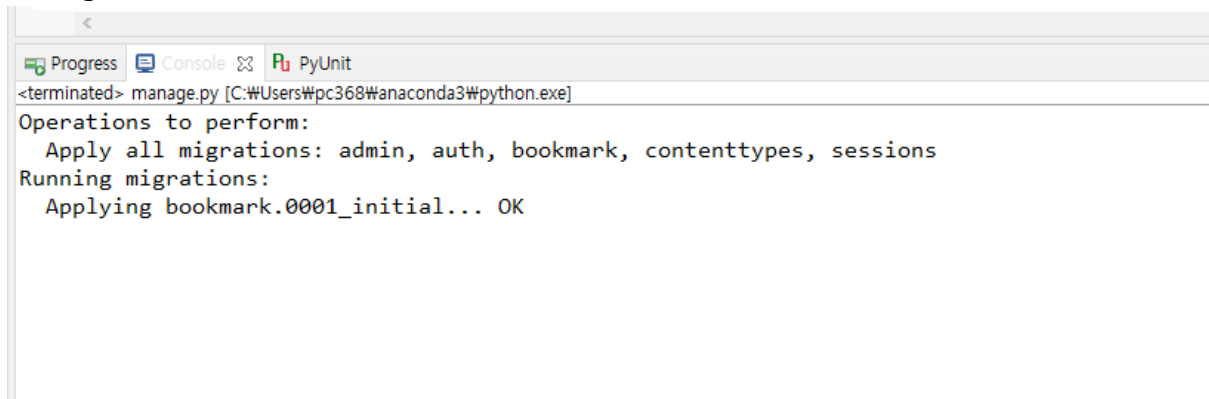 Progress Console PyUnit
<terminated> manage.py [C:₩Users₩pc368₩anaconda3₩python.exe]
Operations to perform:
  Apply all migrations: admin, auth, bookmark, contenttypes, sessions
Running migrations:
  Applying bookmark.0001_initial... OK